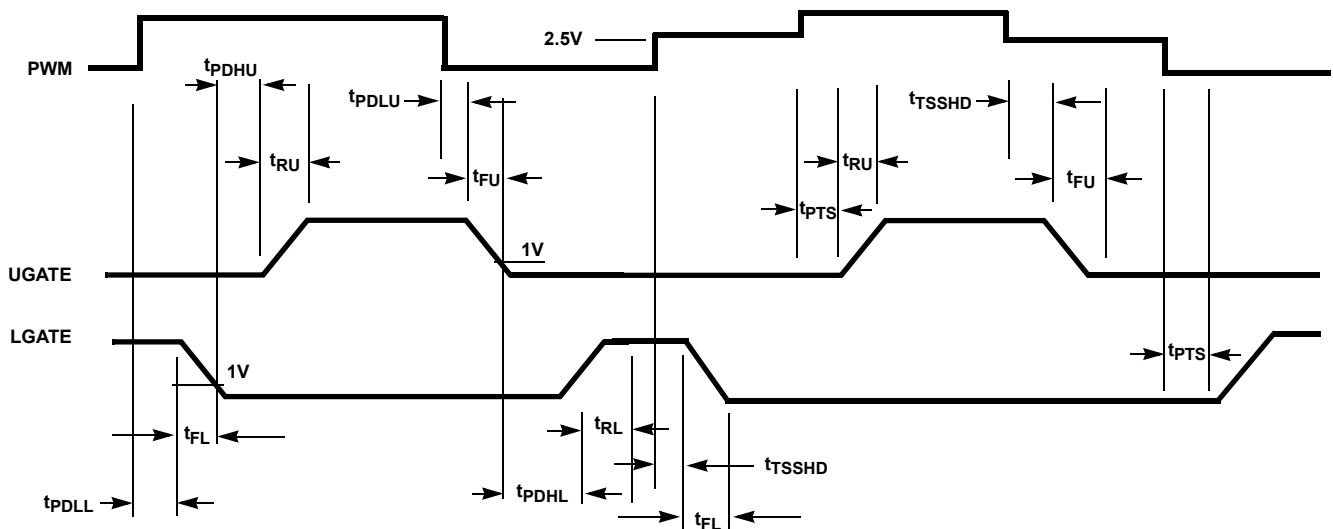 2.5V
PWM
tPDHU
tPDLU
tTSSHD
tRU
tRU
tFU
tFU
tPTS
1V
UGATE
LGATE
tPTS
1V
tRL
tFL
tTSSHD
tPDHL
tPDLL
tFL